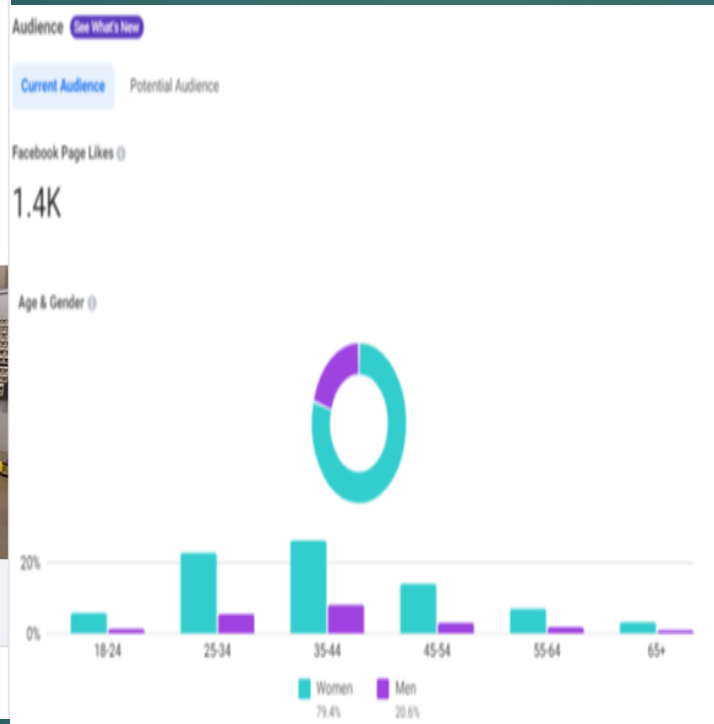 Audience See What's New
Current Audience Potential Audience
Facebook Page Likes
1.4K
Age & Gender
20%
0%
18-24 25-34 35-44 45-54 55-64 65+
Women Men
79.4% 20.6%